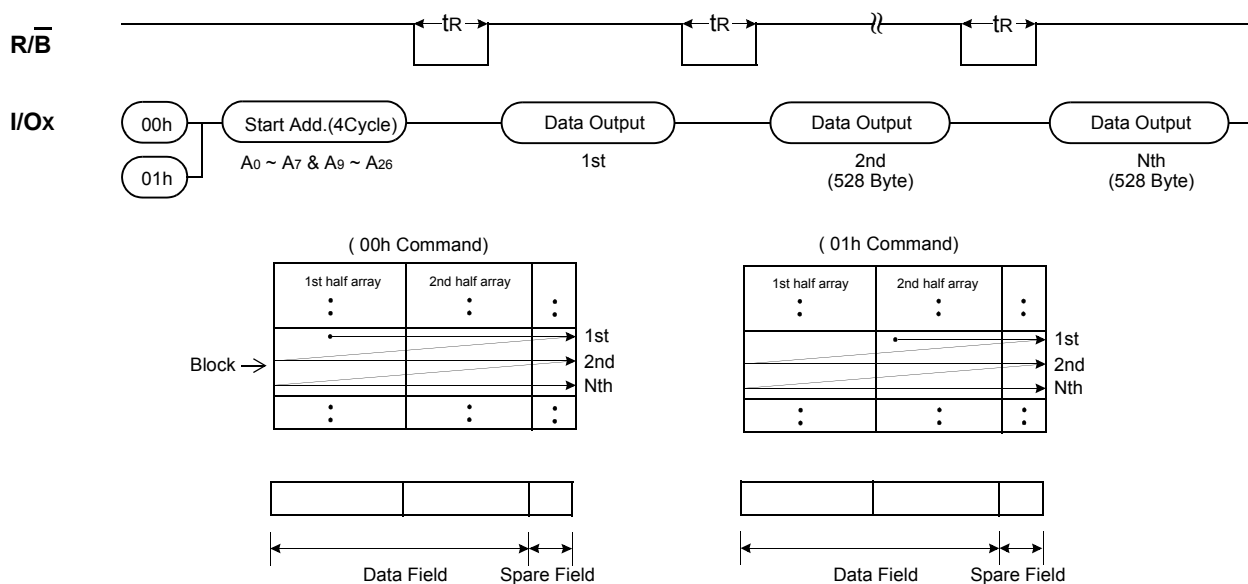 tR tR tR
R/B
I/Ox
00h Start Add.(4Cycle) Data Output Data Output Data Output
A0 ~ A7 & A9 ~ A26 1st 2nd Nth
01h (528 Byte) (528 Byte)
( 00h Command) ( 01h Command)
1st half array 2nd half array 1st half array 2nd half array
1st 1st
Block 2nd 2nd
Nth Nth
Data Field Spare Field Data Field Spare Field